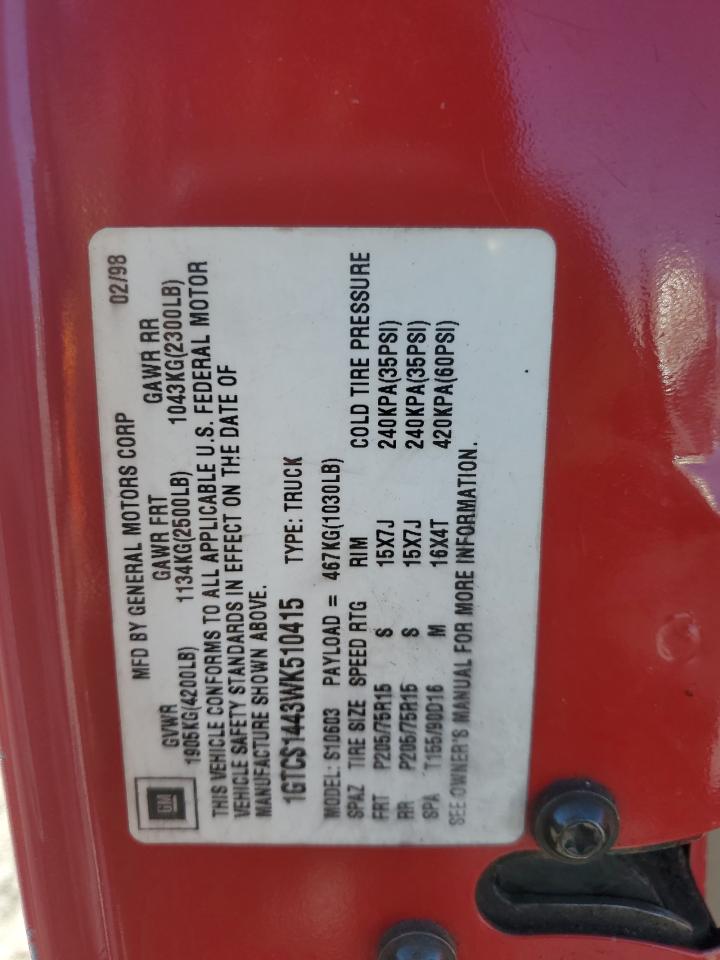 MFD BY GENERAL MOTORS CORP 02/98
GVWR GAWR FRT GAWR RR
1905KG(4200LB) 1134KG(2500LB) 1043KG(2300LB)
THIS VEHICLE CONFORMS TO ALL APPLICABLE U.S. FEDERAL MOTOR
VEHICLE SAFETY STANDARDS IN EFFECT ON THE DATE OF
MANUFACTURE SHOWN ABOVE.
1GTCS1443WK510415 TYPE: TRUCK
MODEL: S10603 PAYLOAD = 467KG(1030LB)
SPAZ TIRE SIZE SPEED RTG RIM COLD TIRE PRESSURE
FRT P205/75R15 S 15X7J 240KPA(35PSI)
RR P205/75R15 S 15X7J 240KPA(35PSI)
SPA T155/90D16 M 16X4T 420KPA(60PSI)
SEE OWNER'S MANUAL FOR MORE INFORMATION.
GM